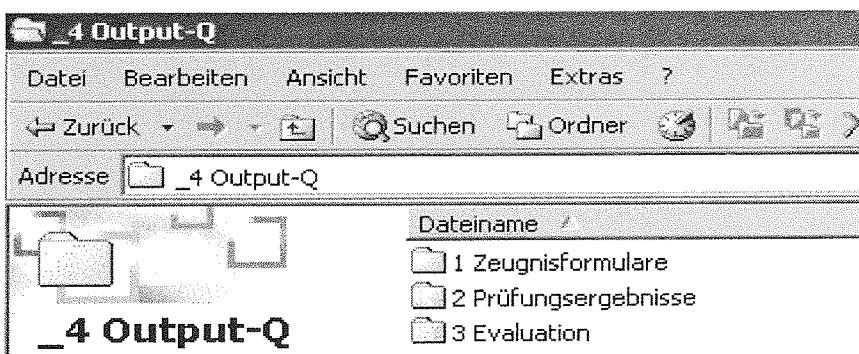 _4 Output-Q
Datei Bearbeiten Ansicht Favoriten Extras ?
Zurück Suchen Ordner
Adresse _4 Output-Q
Dateiname
1 Zeugnisformulare
2 Prüfungsergebnisse
3 Evaluation
_4 Output-Q